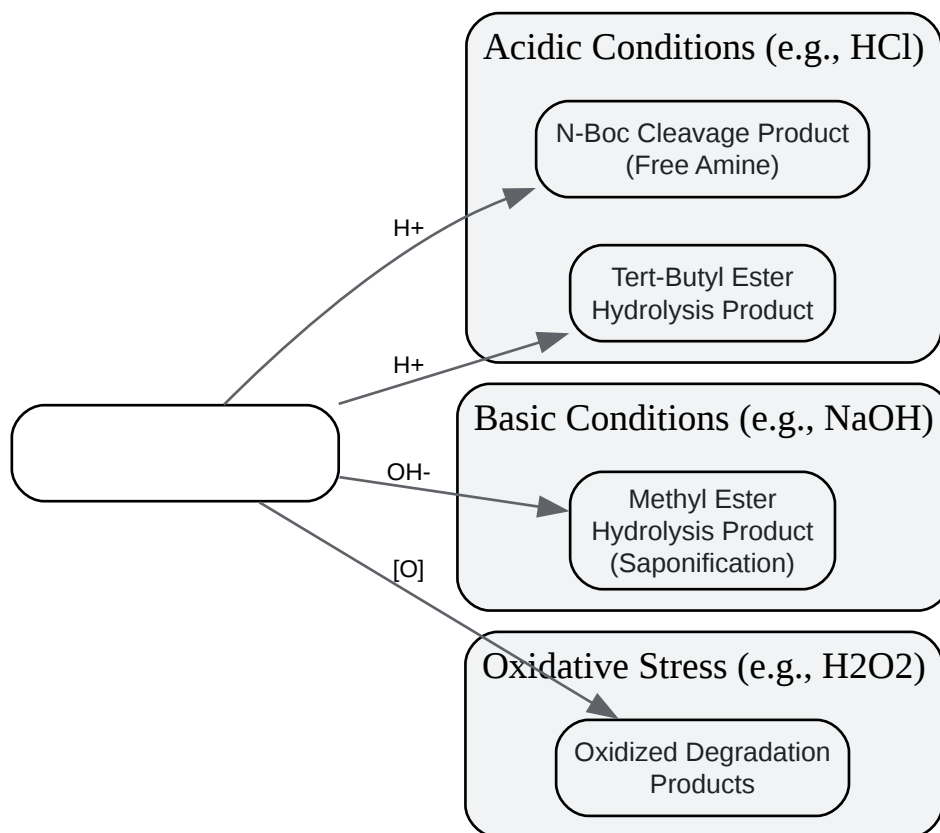 Acidic Conditions (e.g., HCl)
N-Boc Cleavage Product
(Free Amine)
H+
Tert-Butyl Ester
Hydrolysis Product
H+
Basic Conditions (e.g., NaOH)
OH-
Methyl Ester
Hydrolysis Product
(Saponification)
[O]
Oxidative Stress (e.g., H2O2)
Oxidized Degradation
Products